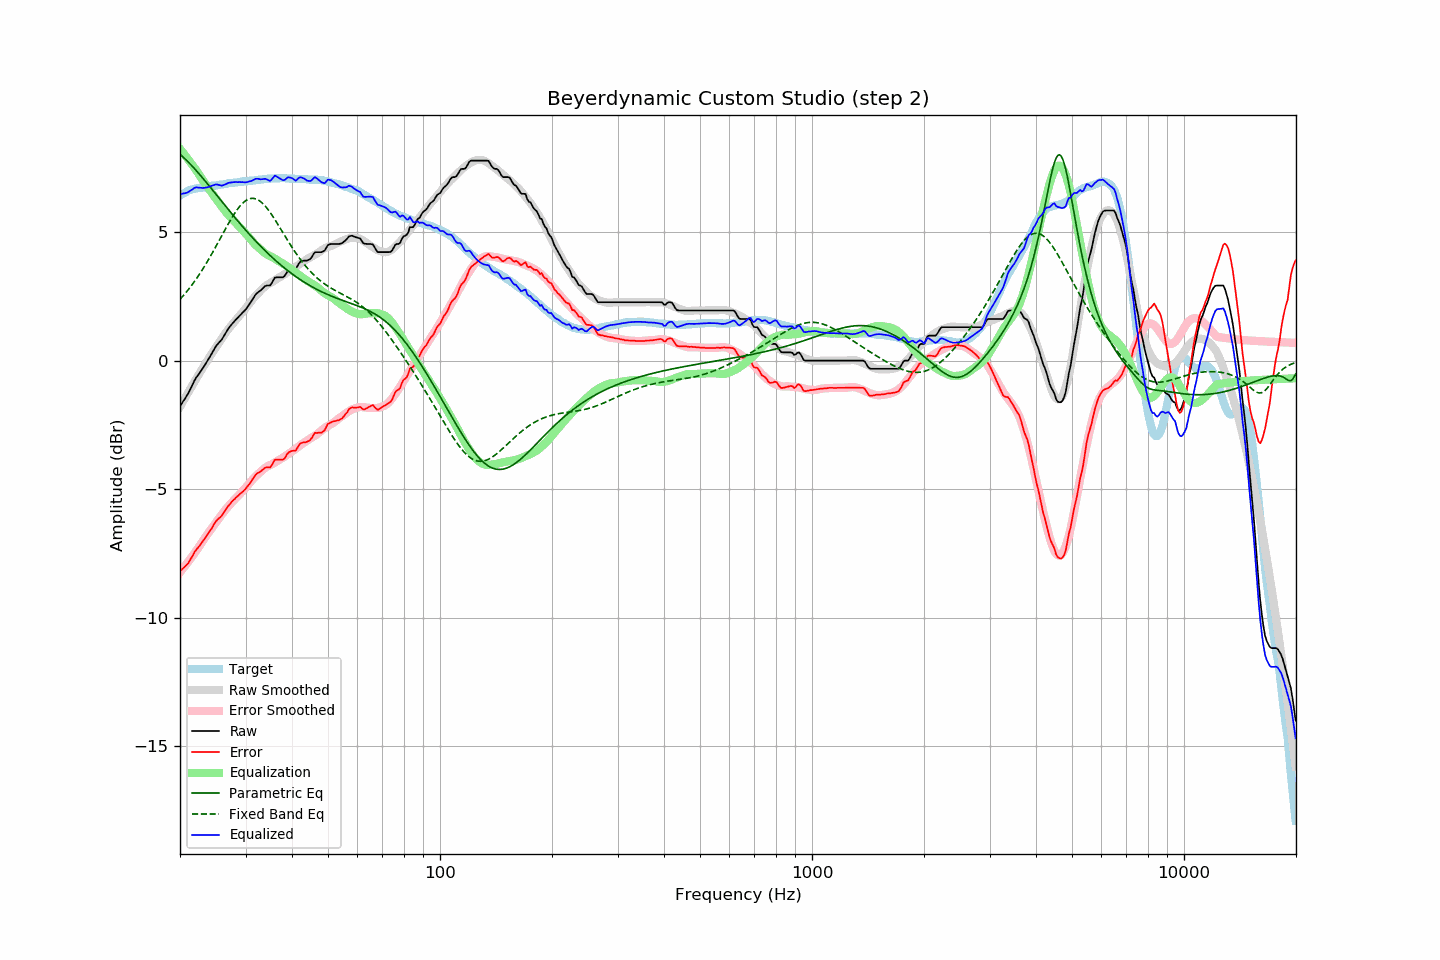 Beyerdynamic Custom Studio (step 2)
5
0
−5
−10
−15
Amplitude (dBr)
Target
Raw Smoothed
Error Smoothed
Raw
Error
Equalization
Parametric Eq
Fixed Band Eq
Equalized
100
1000
10000
Frequency (Hz)